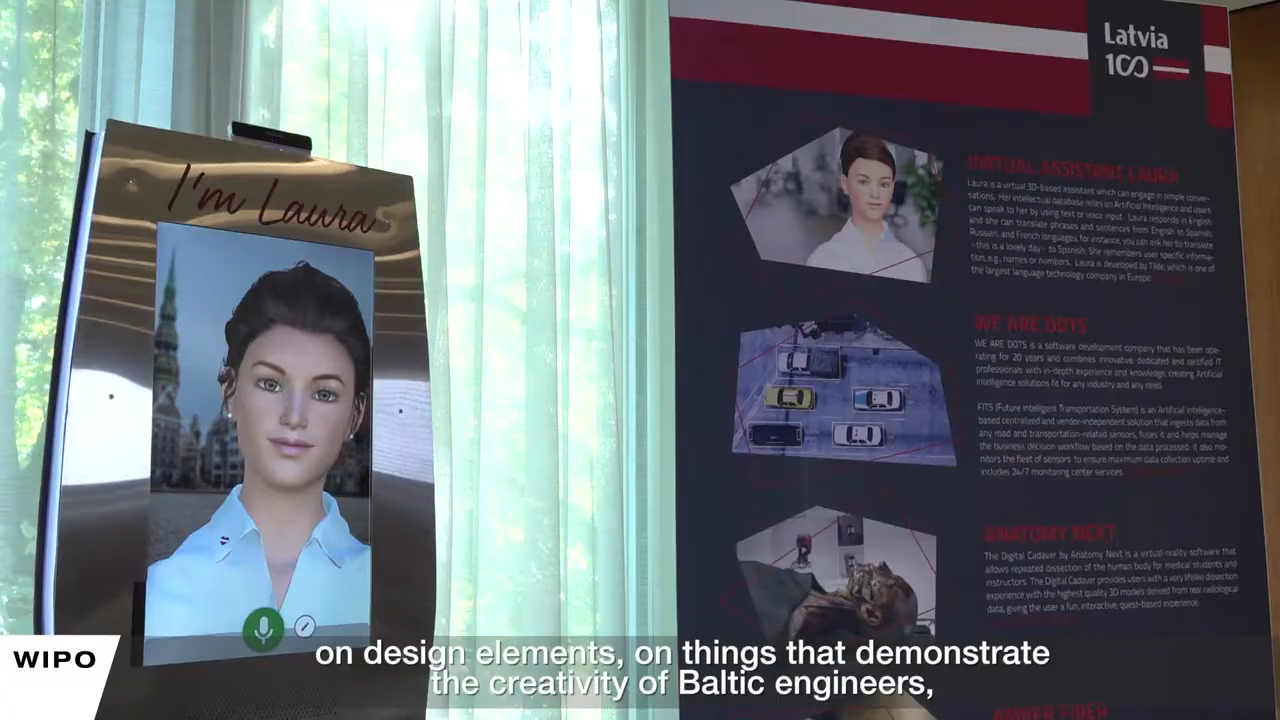 I'm Laura
Latvia
100
VIRTUAL ASSISTANT LAURA
Laura is a virtual 3D-based assistant which can engage in simple conver-
sations. Her intellectual database relies on Artificial Intelligence and users
can speak to her by using text or voice input. Laura responds in English,
and she can translate phrases and sentences from English to Spanish,
Russian, and French languages, for instance, you can ask her to translate
«this is a lovely day» to Spanish. She remembers user specific informa-
tion, e.g., names or numbers. Laura is developed by Tilde, which is one of
the largest language technology company in Europe.
WE ARE DOTS
WE ARE DOTS is a software development company that has been ope-
rating for 20 years and combines innovative, dedicated and certified IT
professionals with in-depth experience and knowledge, creating Artificial
Intelligence solutions fit for any industry and any need.
FITS (Future Intelligent Transportation System) is an Artificial Intelligence-
based centralized and vendor-independent solution that ingests data from
any road and transportation-related sensors, fuses it and helps manage
the business decision workflow based on the data processed; it also mo-
nitors the fleet of sensors to ensure maximum data collection uptime and
includes 24/7 monitoring center services.
ANATOMY NEXT
The Digital Cadaver by Anatomy Next is a virtual-reality software that
allows repeated dissection of the human body for medical students and
instructors. The Digital Cadaver provides users with a very lifelike dissection
experience with the highest quality 3D models derived from real radiological
data, giving the user a fun, interactive, quest-based experience.
AMBER FIBER
WIPO
on design elements, on things that demonstrate
the creativity of Baltic engineers,